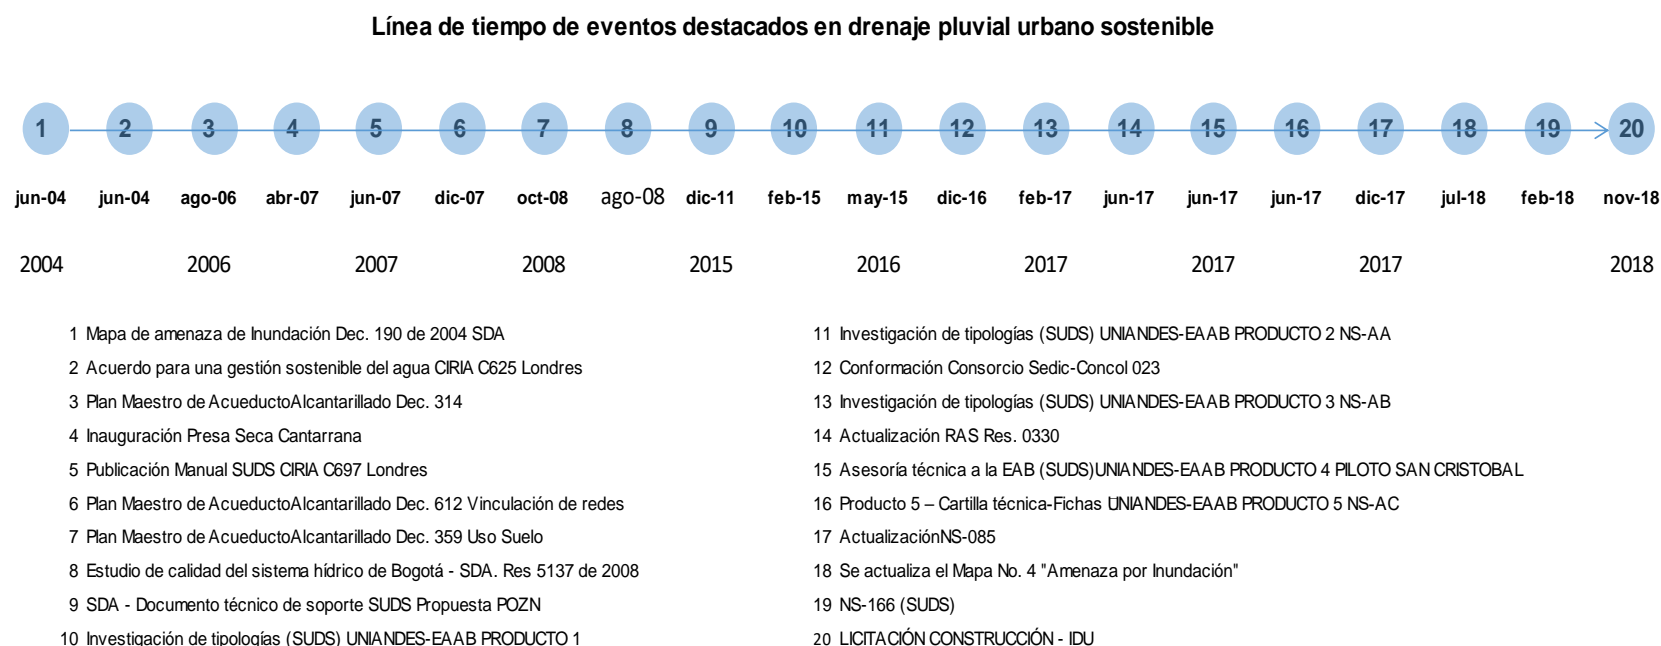 Línea de tiempo de eventos destacados en drenaje pluvial urbano sostenible
1 2 3 4 5 6 7 8 9 10 11 12 13 14 15 16 17 18 19 20
jun-04 jun-04 ago-06 abr-07 jun-07 dic-07 oct-08 ago-08 dic-11 feb-15 may-15 dic-16 feb-17 jun-17 jun-17 jun-17 dic-17 jul-18 feb-18 nov-18
2004 2006 2007 2008 2015 2016 2017 2017 2017 2018
1 Mapa de amenaza de Inundación Dec. 190 de 2004 SDA
2 Acuerdo para una gestión sostenible del agua CIRIA C625 Londres
3 Plan Maestro de AcueductoAlcantarillado Dec. 314
4 Inauguración Presa Seca Cantarrana
5 Publicación Manual SUDS CIRIA C697 Londres
6 Plan Maestro de AcueductoAlcantarillado Dec. 612 Vinculación de redes
7 Plan Maestro de AcueductoAlcantarillado Dec. 359 Uso Suelo
8 Estudio de calidad del sistema hídrico de Bogotá - SDA. Res 5137 de 2008
9 SDA - Documento técnico de soporte SUDS Propuesta POZN
10 Investigación de tipologías (SUDS) UNIANDES-EAAB PRODUCTO 1
11 Investigación de tipologías (SUDS) UNIANDES-EAAB PRODUCTO 2 NS-AA
12 Conformación Consorcio Sedic-Concol 023
13 Investigación de tipologías (SUDS) UNIANDES-EAAB PRODUCTO 3 NS-AB
14 Actualización RAS Res. 0330
15 Asesoría técnica a la EAB (SUDS)UNIANDES-EAAB PRODUCTO 4 PILOTO SAN CRISTOBAL
16 Producto 5 – Cartilla técnica-Fichas UNIANDES-EAAB PRODUCTO 5 NS-AC
17 ActualizaciónNS-085
18 Se actualiza el Mapa No. 4 "Amenaza por Inundación"
19 NS-166 (SUDS)
20 LICITACIÓN CONSTRUCCIÓN - IDU